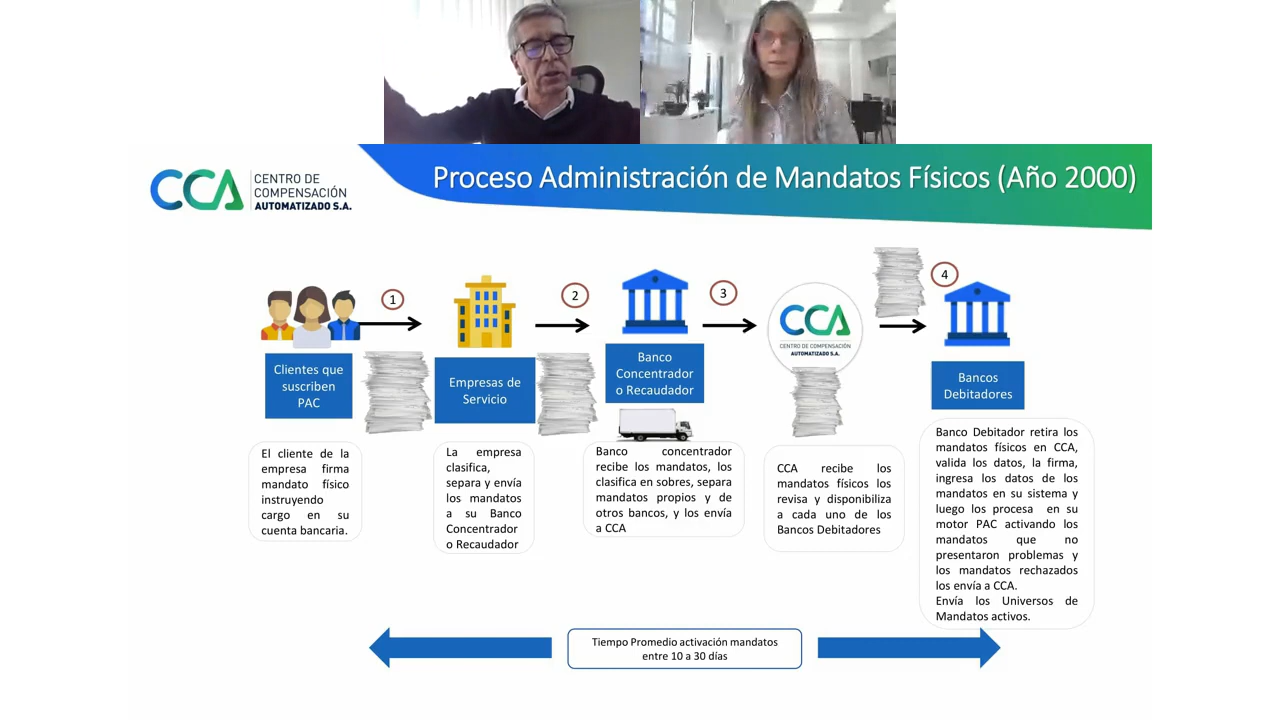 CCA
CENTRO DE
COMPENSACIÓN
AUTOMATIZADO S.A.
Proceso Administración de Mandatos Físicos (Año 2000)
1
2
3
4
CCA
CENTRO DE COMPENSACIÓN
AUTOMATIZADO S.A.
Clientes que
suscriben
PAC
Empresas de
Servicio
Banco
Concentrador
o Recaudador
Bancos
Debitadores
El cliente de la
empresa firma
mandato físico
instruyendo
cargo en su
cuenta bancaria.
La empresa
clasifica,
separa y envía
los mandatos
a su Banco
Concentrador
o Recaudador
Banco concentrador
recibe los mandatos, los
clasifica en sobres, separa
mandatos propios y de
otros bancos, y los envía
a CCA
CCA recibe los
mandatos físicos los
revisa y disponibiliza
a cada uno de los
Bancos Debitadores
Banco Debitador retira los
mandatos físicos en CCA,
valida los datos, la firma,
ingresa los datos de los
mandatos en su sistema y
luego los procesa en su
motor PAC activando los
mandatos que no
presentaron problemas y
los mandatos rechazados
los envía a CCA.
Envía los Universos de
Mandatos activos.
Tiempo Promedio activación mandatos
entre 10 a 30 días